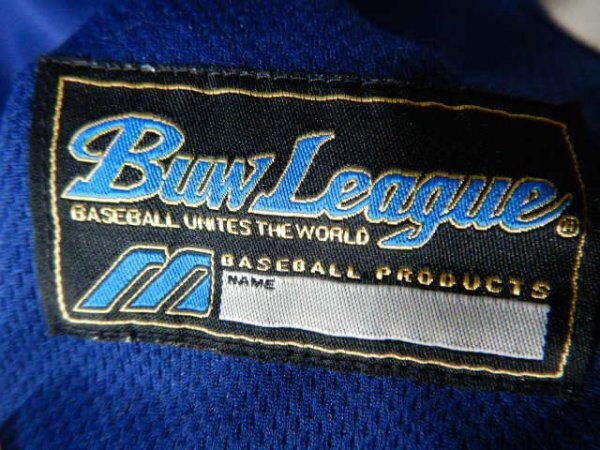 Buw League®
BASEBALL UNITES THE WORLD
M BASEBALL PRODUCTS
NAME